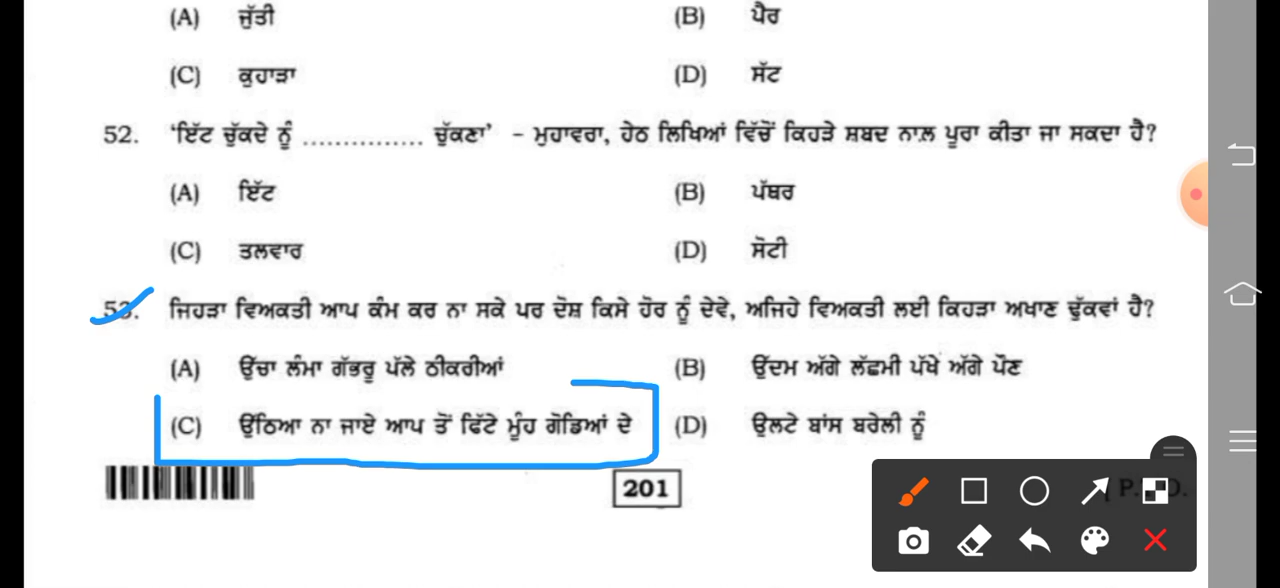 (A) ਜੁੱਤੀ (B) ਪੈਰ
(C) ਕੁਹਾੜਾ (D) ਸੱਟ
52. ‘ਇੱਟ ਚੁੱਕਦੇ ਨੂੰ ............... ਚੁੱਕਣਾ’ – ਮੁਹਾਵਰਾ, ਹੇਠ ਲਿਖਿਆਂ ਵਿੱਚੋਂ ਕਿਹੜੇ ਸ਼ਬਦ ਨਾਲ਼ ਪੂਰਾ ਕੀਤਾ ਜਾ ਸਕਦਾ ਹੈ?
(A) ਇੱਟ (B) ਪੱਥਰ
(C) ਤਲਵਾਰ (D) ਸੋਟੀ
53. ਜਿਹੜਾ ਵਿਅਕਤੀ ਆਪ ਕੰਮ ਕਰ ਨਾ ਸਕੇ ਪਰ ਦੋਸ਼ ਕਿਸੇ ਹੋਰ ਨੂੰ ਦੇਵੇ, ਅਜਿਹੇ ਵਿਅਕਤੀ ਲਈ ਕਿਹੜਾ ਅਖਾਣ ਢੁੱਕਵਾਂ ਹੈ?
(A) ਉੱਚਾ ਲੰਮਾ ਗੱਭਰੂ ਪੱਲੇ ਠੀਕਰੀਆਂ (B) ਉੱਦਮ ਅੱਗੇ ਲੱਛਮੀ ਪੱਖੇ ਅੱਗੇ ਪੌਣ
(C) ਉੱਠਿਆ ਨਾ ਜਾਏ ਆਪ ਤੋਂ ਫਿੱਟੇ ਮੂੰਹ ਗੋਡਿਆਂ ਦੇ (D) ਉਲਟੇ ਬਾਂਸ ਬਰੇਲੀ ਨੂੰ
201